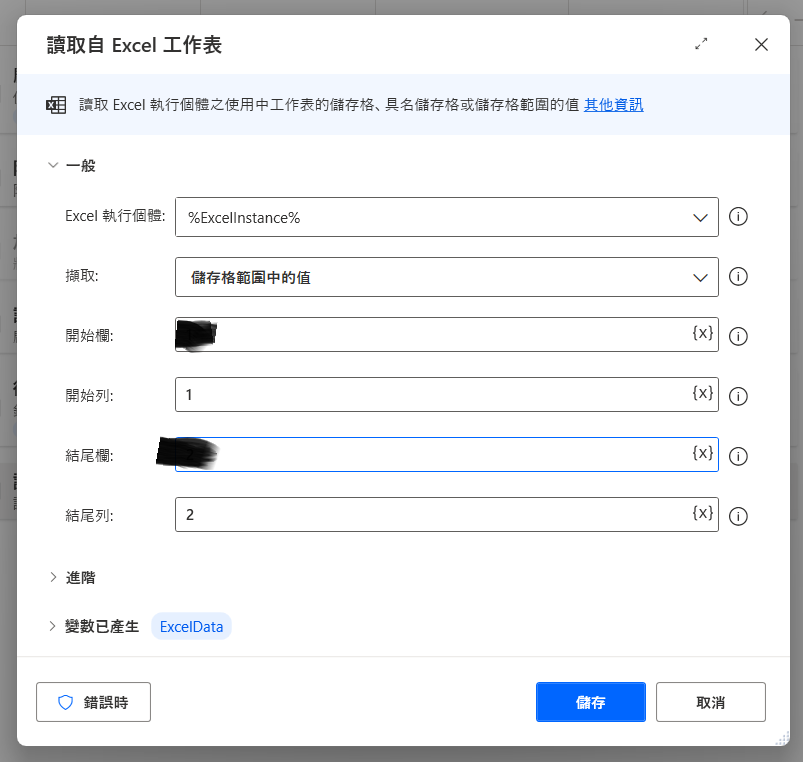 讀取自 Excel 工作表
讀取 Excel 執行個體之使用中工作表的儲存格、具名儲存格或儲存格範圍的值 其他資訊
一般
Excel 執行個體: %ExcelInstance%
擷取: 儲存格範圍中的值
開始欄: {x}
開始列: 1 {x}
結尾欄: {x}
結尾列: 2 {x}
進階
變數已產生 ExcelData
錯誤時 儲存 取消